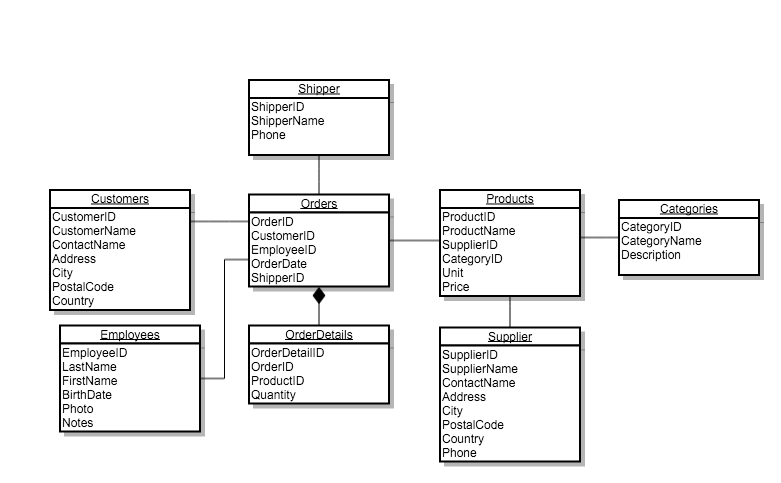 Shipper
ShipperID
ShipperName
Phone
Customers
CustomerID
CustomerName
ContactName
Address
City
PostalCode
Country
Orders
OrderID
CustomerID
EmployeeID
OrderDate
ShipperID
Products
ProductID
ProductName
SupplierID
CategoryID
Unit
Price
Categories
CategoryID
CategoryName
Description
Employees
EmployeeID
LastName
FirstName
BirthDate
Photo
Notes
OrderDetails
OrderDetailID
OrderID
ProductID
Quantity
Supplier
SupplierID
SupplierName
ContactName
Address
City
PostalCode
Country
Phone